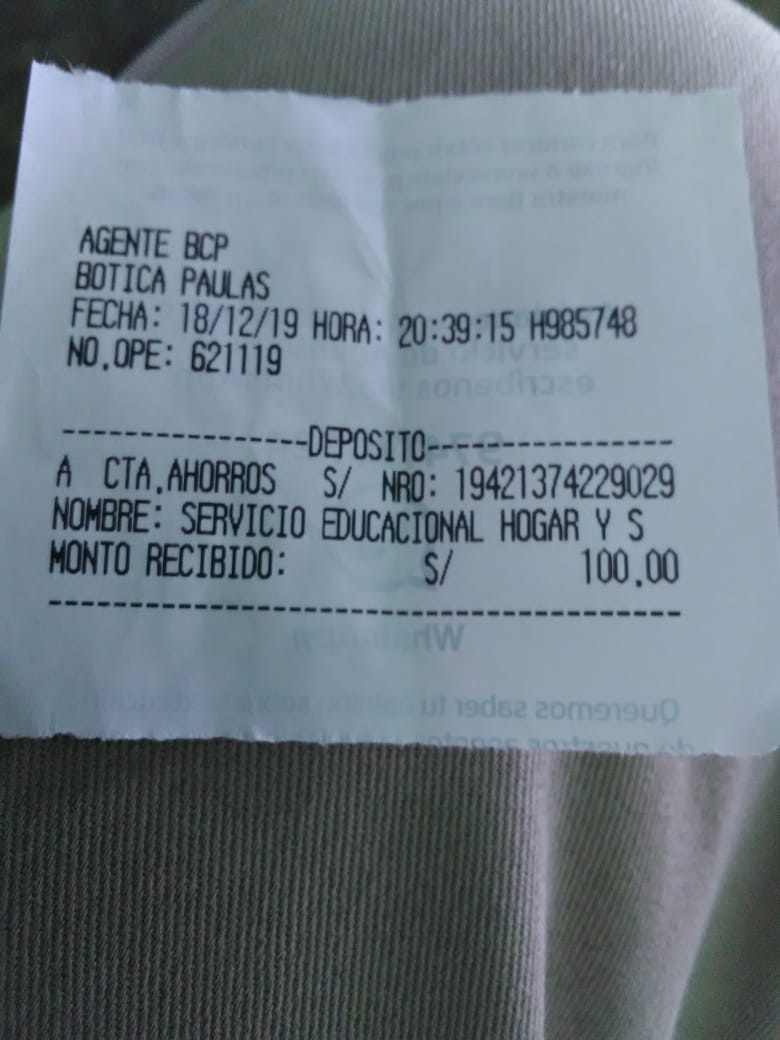 AGENTE BCP
BOTICA PAULAS
FECHA: 18/12/19 HORA: 20:39:15 H985748
NO.OPE: 621119
----------------DEPOSITO----------------
A CTA.AHORROS S/ NRO: 19421374229029
NOMBRE: SERVICIO EDUCACIONAL HOGAR Y S
MONTO RECIBIDO: S/ 100.00
----------------------------------------
Queremos saber tu opinión sobre